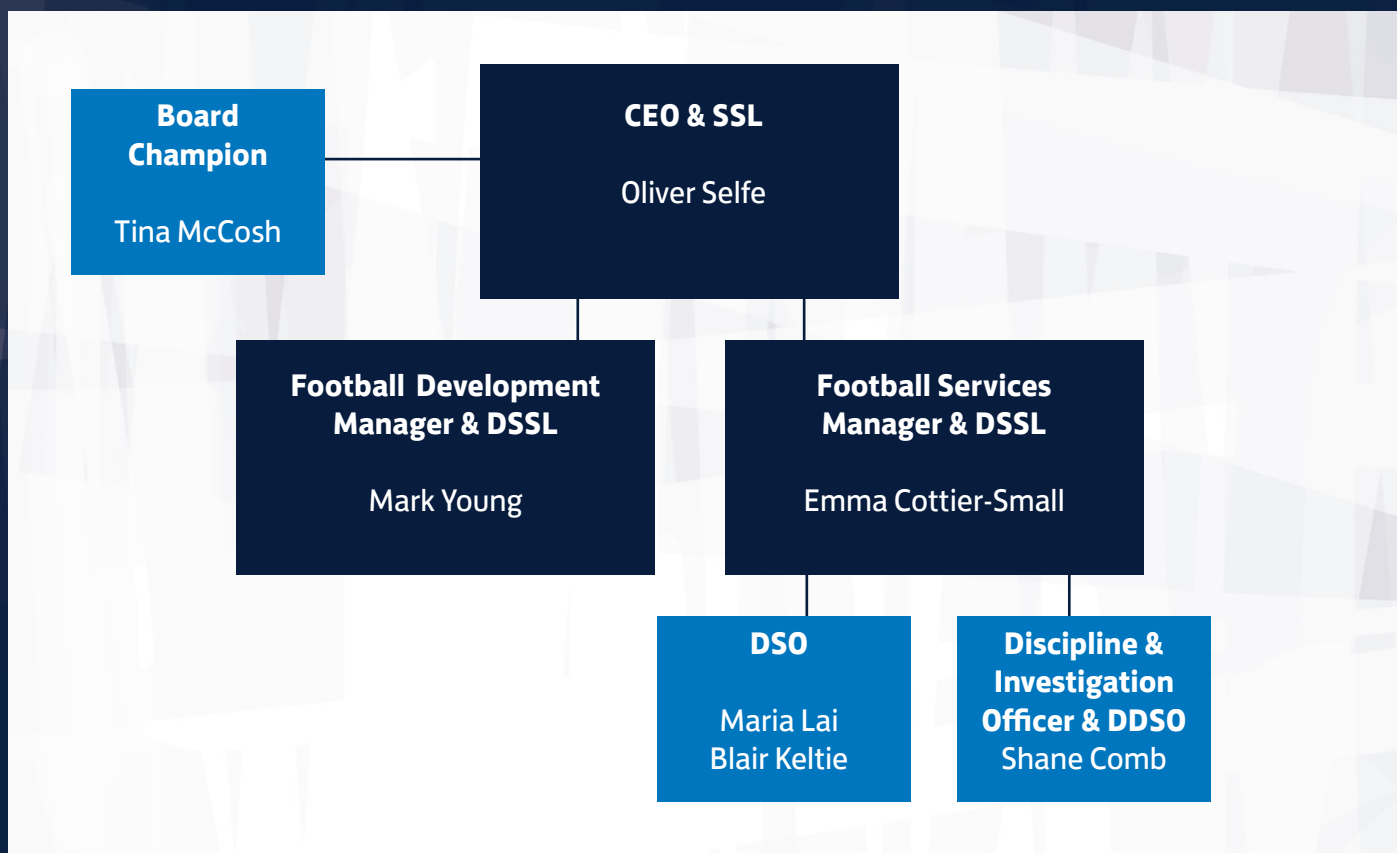 Board
Champion
Tina McCosh
CEO & SSL
Oliver Selfe
Football Development
Manager & DSSL
Mark Young
Football Services
Manager & DSSL
Emma Cottier-Small
DSO
Maria Lai
Blair Keltie
Discipline &
Investigation
Officer & DDSO
Shane Comb